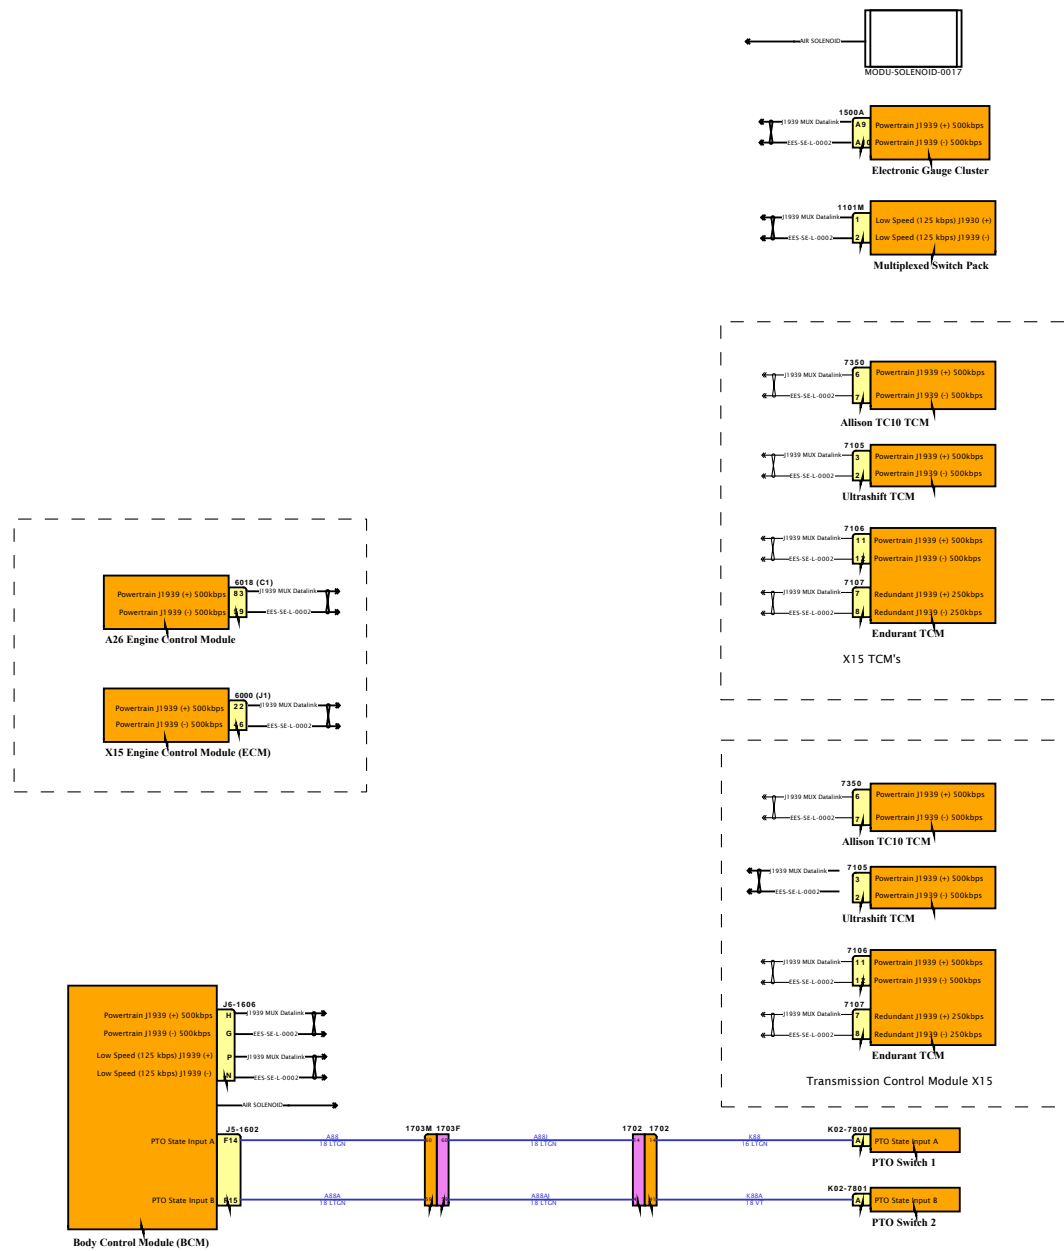 AIR SOLENOID
MODU-SOLENOID-0017
1500A
J1939 MUX Datalink
A9
Powertrain J1939 (+) 500kbps
EES-SE-L-0002
Powertrain J1939 (-) 500kbps
Electronic Gauge Cluster
1101M
J1939 MUX Datalink
1
Low Speed (125 kbps) J1930 (+)
EES-SE-L-0002
2
Low Speed (125 kbps) J1939 (-)
Multiplexed Switch Pack
7350
J1939 MUX Datalink
6
Powertrain J1939 (+) 500kbps
EES-SE-L-0002
7
Powertrain J1939 (-) 500kbps
Allison TC10 TCM
7105
J1939 MUX Datalink
3
Powertrain J1939 (+) 500kbps
EES-SE-L-0002
2
Powertrain J1939 (-) 500kbps
Ultrashift TCM
7106
J1939 MUX Datalink
11
Powertrain J1939 (+) 500kbps
EES-SE-L-0002
12
Powertrain J1939 (-) 500kbps
7107
J1939 MUX Datalink
7
Redundant J1939 (+) 250kbps
EES-SE-L-0002
8
Redundant J1939 (-) 250kbps
Endurant TCM
X15 TCM's
6018 (C1)
Powertrain J1939 (+) 500kbps
83
J1939 MUX Datalink
Powertrain J1939 (-) 500kbps
EES-SE-L-0002
A26 Engine Control Module
6000 (J1)
Powertrain J1939 (+) 500kbps
22
J1939 MUX Datalink
Powertrain J1939 (-) 500kbps
EES-SE-L-0002
X15 Engine Control Module (ECM)
7350
J1939 MUX Datalink
6
Powertrain J1939 (+) 500kbps
EES-SE-L-0002
7
Powertrain J1939 (-) 500kbps
Allison TC10 TCM
7105
J1939 MUX Datalink
3
Powertrain J1939 (+) 500kbps
EES-SE-L-0002
2
Powertrain J1939 (-) 500kbps
Ultrashift TCM
7106
J1939 MUX Datalink
11
Powertrain J1939 (+) 500kbps
EES-SE-L-0002
12
Powertrain J1939 (-) 500kbps
7107
J1939 MUX Datalink
7
Redundant J1939 (+) 250kbps
EES-SE-L-0002
8
Redundant J1939 (-) 250kbps
Endurant TCM
Transmission Control Module X15
J6-1606
Powertrain J1939 (+) 500kbps
H
J1939 MUX Datalink
Powertrain J1939 (-) 500kbps
G
EES-SE-L-0002
Low Speed (125 kbps) J1939 (+)
P
J1939 MUX Datalink
Low Speed (125 kbps) J1939 (-)
N
EES-SE-L-0002
AIR SOLENOID
J5-1602
1703M 1703F
1702 1702
K02-7800
PTO State Input A
F14
A88
18 LTGN
60
60
A88J
18 LTGN
14
14
K88
16 LTGN
A
PTO State Input A
PTO Switch 1
K02-7801
PTO State Input B
F15
A88A
18 LTGN
A88AJ
18 LTGN
K88A
18 VT
A
PTO State Input B
PTO Switch 2
Body Control Module (BCM)